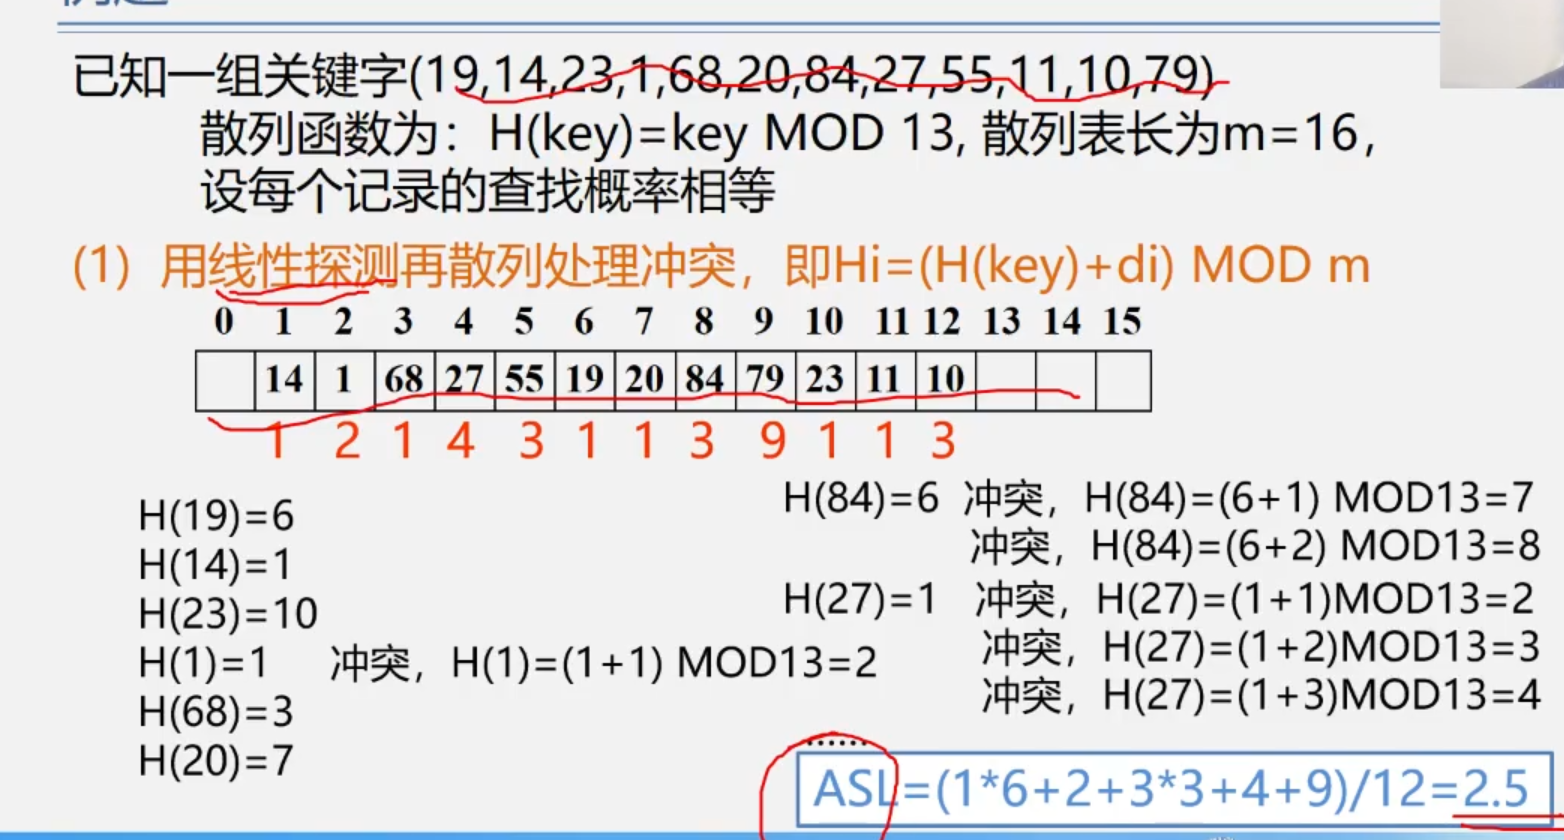 已知一组关键字(19,14,23,1,68,20,84,27,55,11,10,79)
散列函数为：H(key)=key MOD 13, 散列表长为m=16，
设每个记录的查找概率相等
(1) 用线性探测再散列处理冲突，即Hi=(H(key)+di) MOD m
0 1 2 3 4 5 6 7 8 9 10 11 12 13 14 15
14 1 68 27 55 19 20 84 79 23 11 10
1 2 1 4 3 1 1 3 9 1 1 3
H(19)=6
H(14)=1
H(23)=10
H(1)=1 冲突，H(1)=(1+1) MOD13=2
H(68)=3
H(20)=7
H(84)=6 冲突，H(84)=(6+1) MOD13=7
冲突，H(84)=(6+2) MOD13=8
H(27)=1 冲突，H(27)=(1+1)MOD13=2
冲突，H(27)=(1+2)MOD13=3
冲突，H(27)=(1+3)MOD13=4
······
ASL=(1*6+2+3*3+4+9)/12=2.5